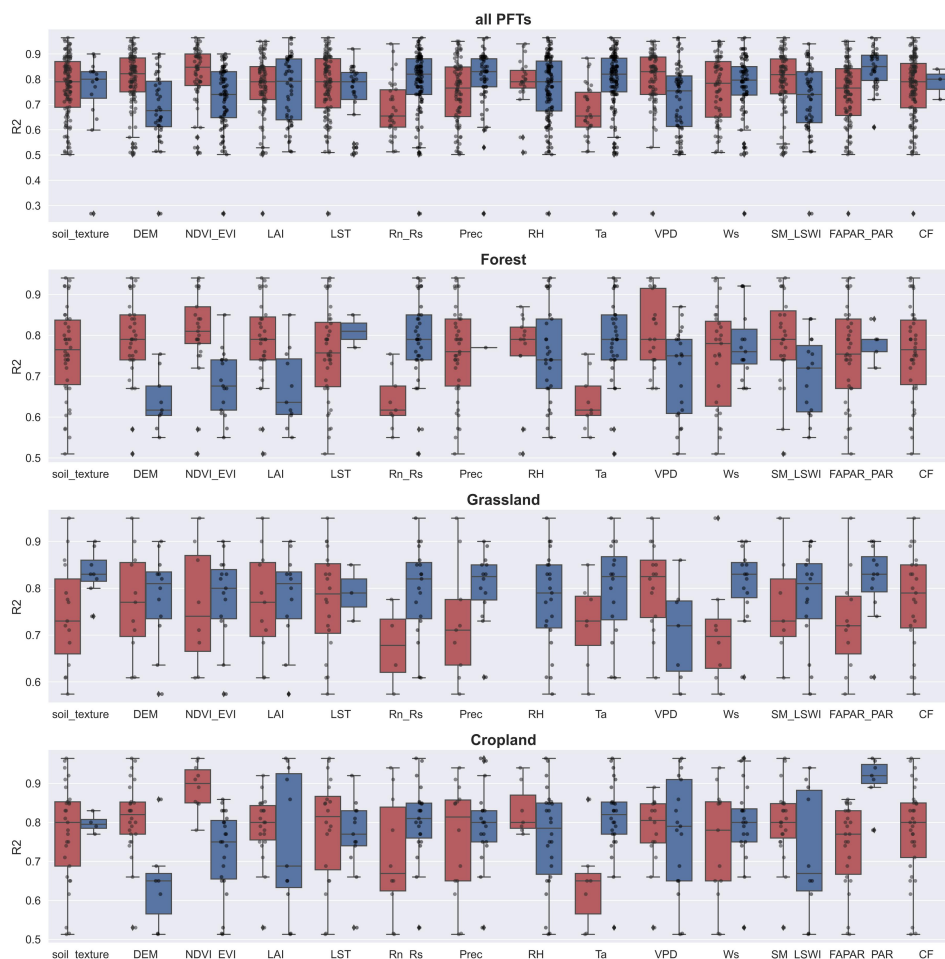 all PFTs
R2
0.9
0.8
0.7
0.6
0.5
0.4
0.3
soil_texture DEM NDVI_EVI LAI LST Rn_Rs Prec RH Ta VPD Ws SM_LSWI FAPAR_PAR CF
Forest
R2
0.9
0.8
0.7
0.6
0.5
soil_texture DEM NDVI_EVI LAI LST Rn_Rs Prec RH Ta VPD Ws SM_LSWI FAPAR_PAR CF
Grassland
R2
0.9
0.8
0.7
0.6
soil_texture DEM NDVI_EVI LAI LST Rn_Rs Prec RH Ta VPD Ws SM_LSWI FAPAR_PAR CF
Cropland
R2
0.9
0.8
0.7
0.6
0.5
soil_texture DEM NDVI_EVI LAI LST Rn_Rs Prec RH Ta VPD Ws SM_LSWI FAPAR_PAR CF